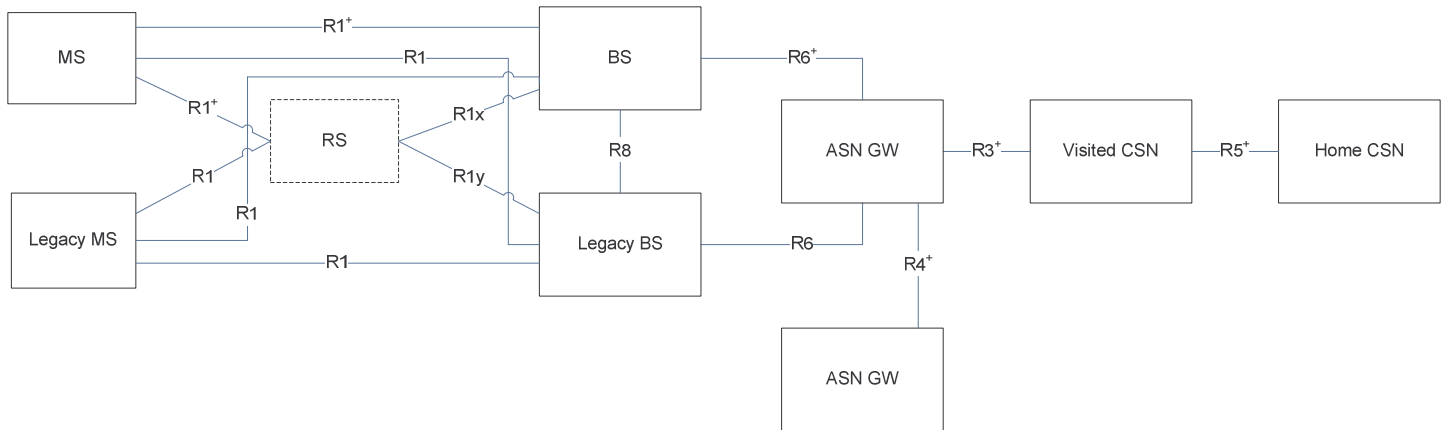 R1+
MS
BS
R1
R6+
R1+
R1x
RS
R8
ASN GW
R3+
Visited CSN
R5+
Home CSN
R1
R1y
R1
Legacy MS
Legacy BS
R6
R1
R4+
ASN GW